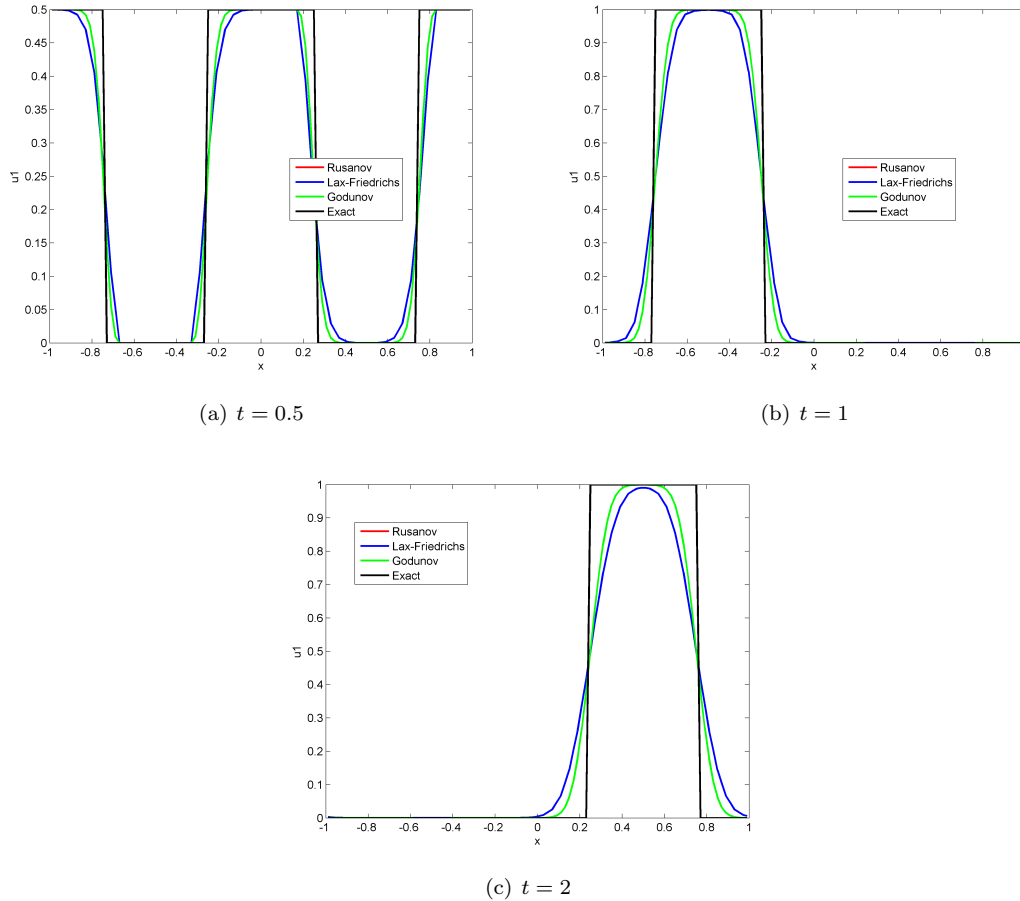 0.5
0.45
0.4
0.35
0.3
0.25
0.2
0.15
0.1
0.05
0
u1
-1 -0.8 -0.6 -0.4 -0.2 0 0.2 0.4 0.6 0.8 1
x
Rusanov
Lax-Friedrichs
Godunov
Exact
(a) t = 0.5
1
0.9
0.8
0.7
0.6
0.5
0.4
0.3
0.2
0.1
0
u1
-1 -0.8 -0.6 -0.4 -0.2 0 0.2 0.4 0.6 0.8
x
Rusanov
Lax-Friedrichs
Godunov
Exact
(b) t = 1
1
0.9
0.8
0.7
0.6
0.5
0.4
0.3
0.2
0.1
0
u1
-1 -0.8 -0.6 -0.4 -0.2 0 0.2 0.4 0.6 0.8 1
x
Rusanov
Lax-Friedrichs
Godunov
Exact
(c) t = 2